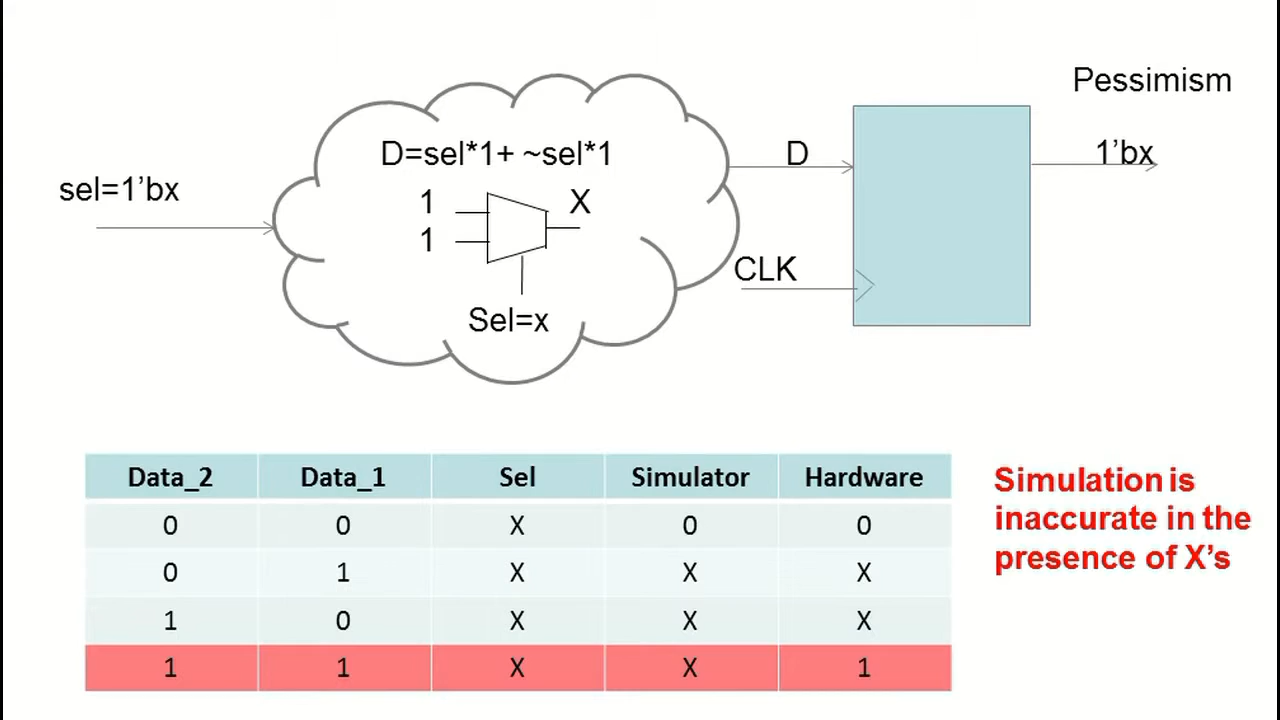 Pessimism
D=sel*1+ ~sel*1
D
1'bx
sel=1'bx
1
X
1
CLK
Sel=x
Data_2 Data_1 Sel Simulator Hardware
0 0 X 0 0
0 1 X X X
1 0 X X X
1 1 X X 1
Simulation is
inaccurate in the
presence of X's